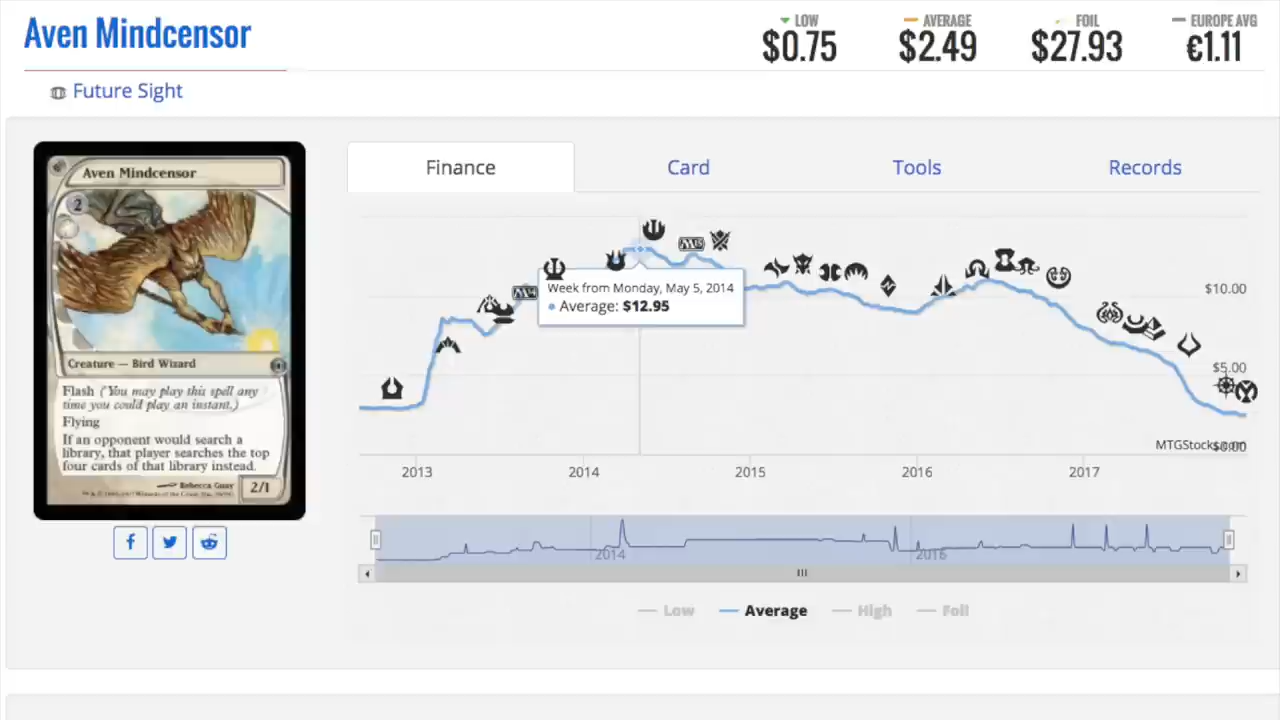 Aven Mindcensor
LOW
$0.75
AVERAGE
$2.49
FOIL
$27.93
EUROPE AVG
€1.11
Future Sight
Aven Mindcensor
2
Creature — Bird Wizard
Flash (You may play this spell any
time you could play an instant.)
Flying
If an opponent would search a
library, that player searches the top
four cards of that library instead.
Rebecca Guay
2/1
Finance
Card
Tools
Records
Week from Monday, May 5, 2014
Average: $12.95
$10.00
$5.00
$0.00
MTGStocks.com
2013
2014
2015
2016
2017
2014
2016
Low
Average
High
Foil